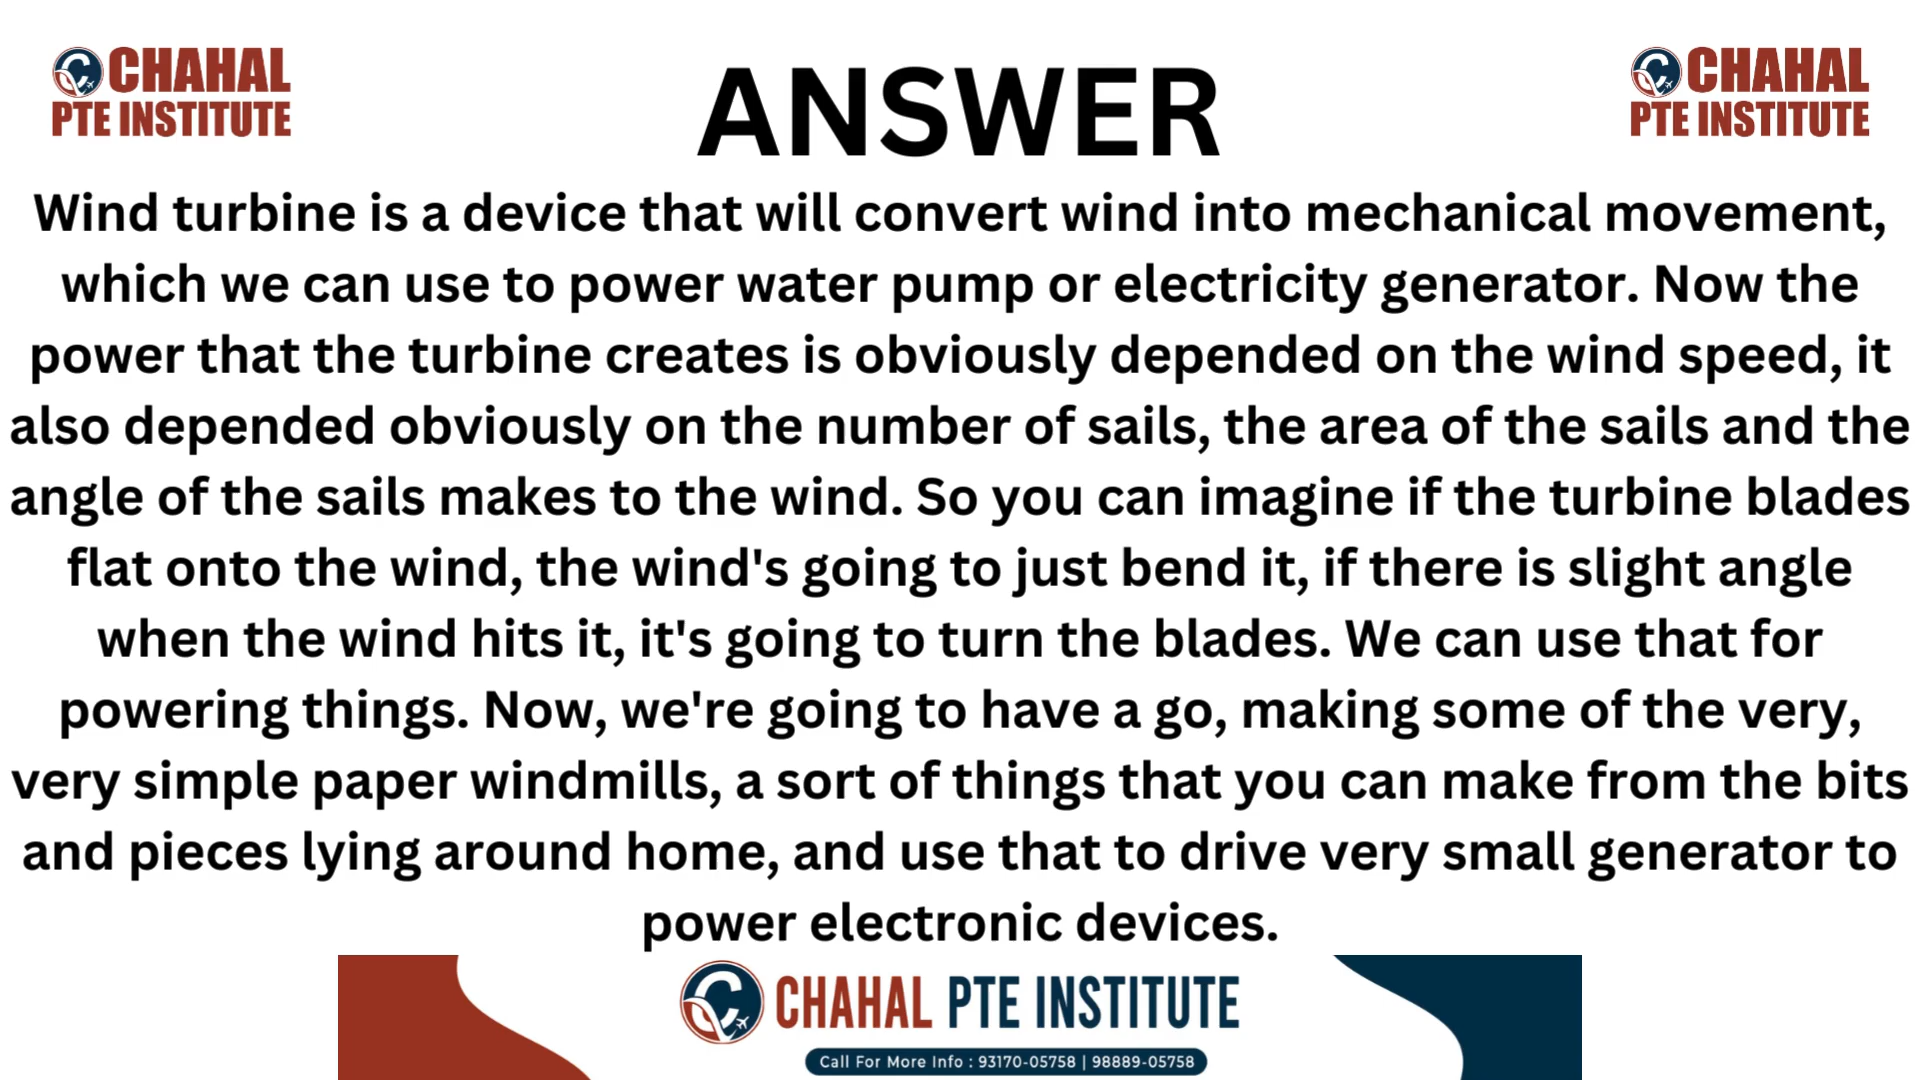 CHAHAL
PTE INSTITUTE
ANSWER
CHAHAL
PTE INSTITUTE
Wind turbine is a device that will convert wind into mechanical movement,
which we can use to power water pump or electricity generator. Now the
power that the turbine creates is obviously depended on the wind speed, it
also depended obviously on the number of sails, the area of the sails and the
angle of the sails makes to the wind. So you can imagine if the turbine blades
flat onto the wind, the wind's going to just bend it, if there is slight angle
when the wind hits it, it's going to turn the blades. We can use that for
powering things. Now, we're going to have a go, making some of the very,
very simple paper windmills, a sort of things that you can make from the bits
and pieces lying around home, and use that to drive very small generator to
power electronic devices.
CHAHAL PTE INSTITUTE
Call For More Info : 93170-05758 | 98889-05758